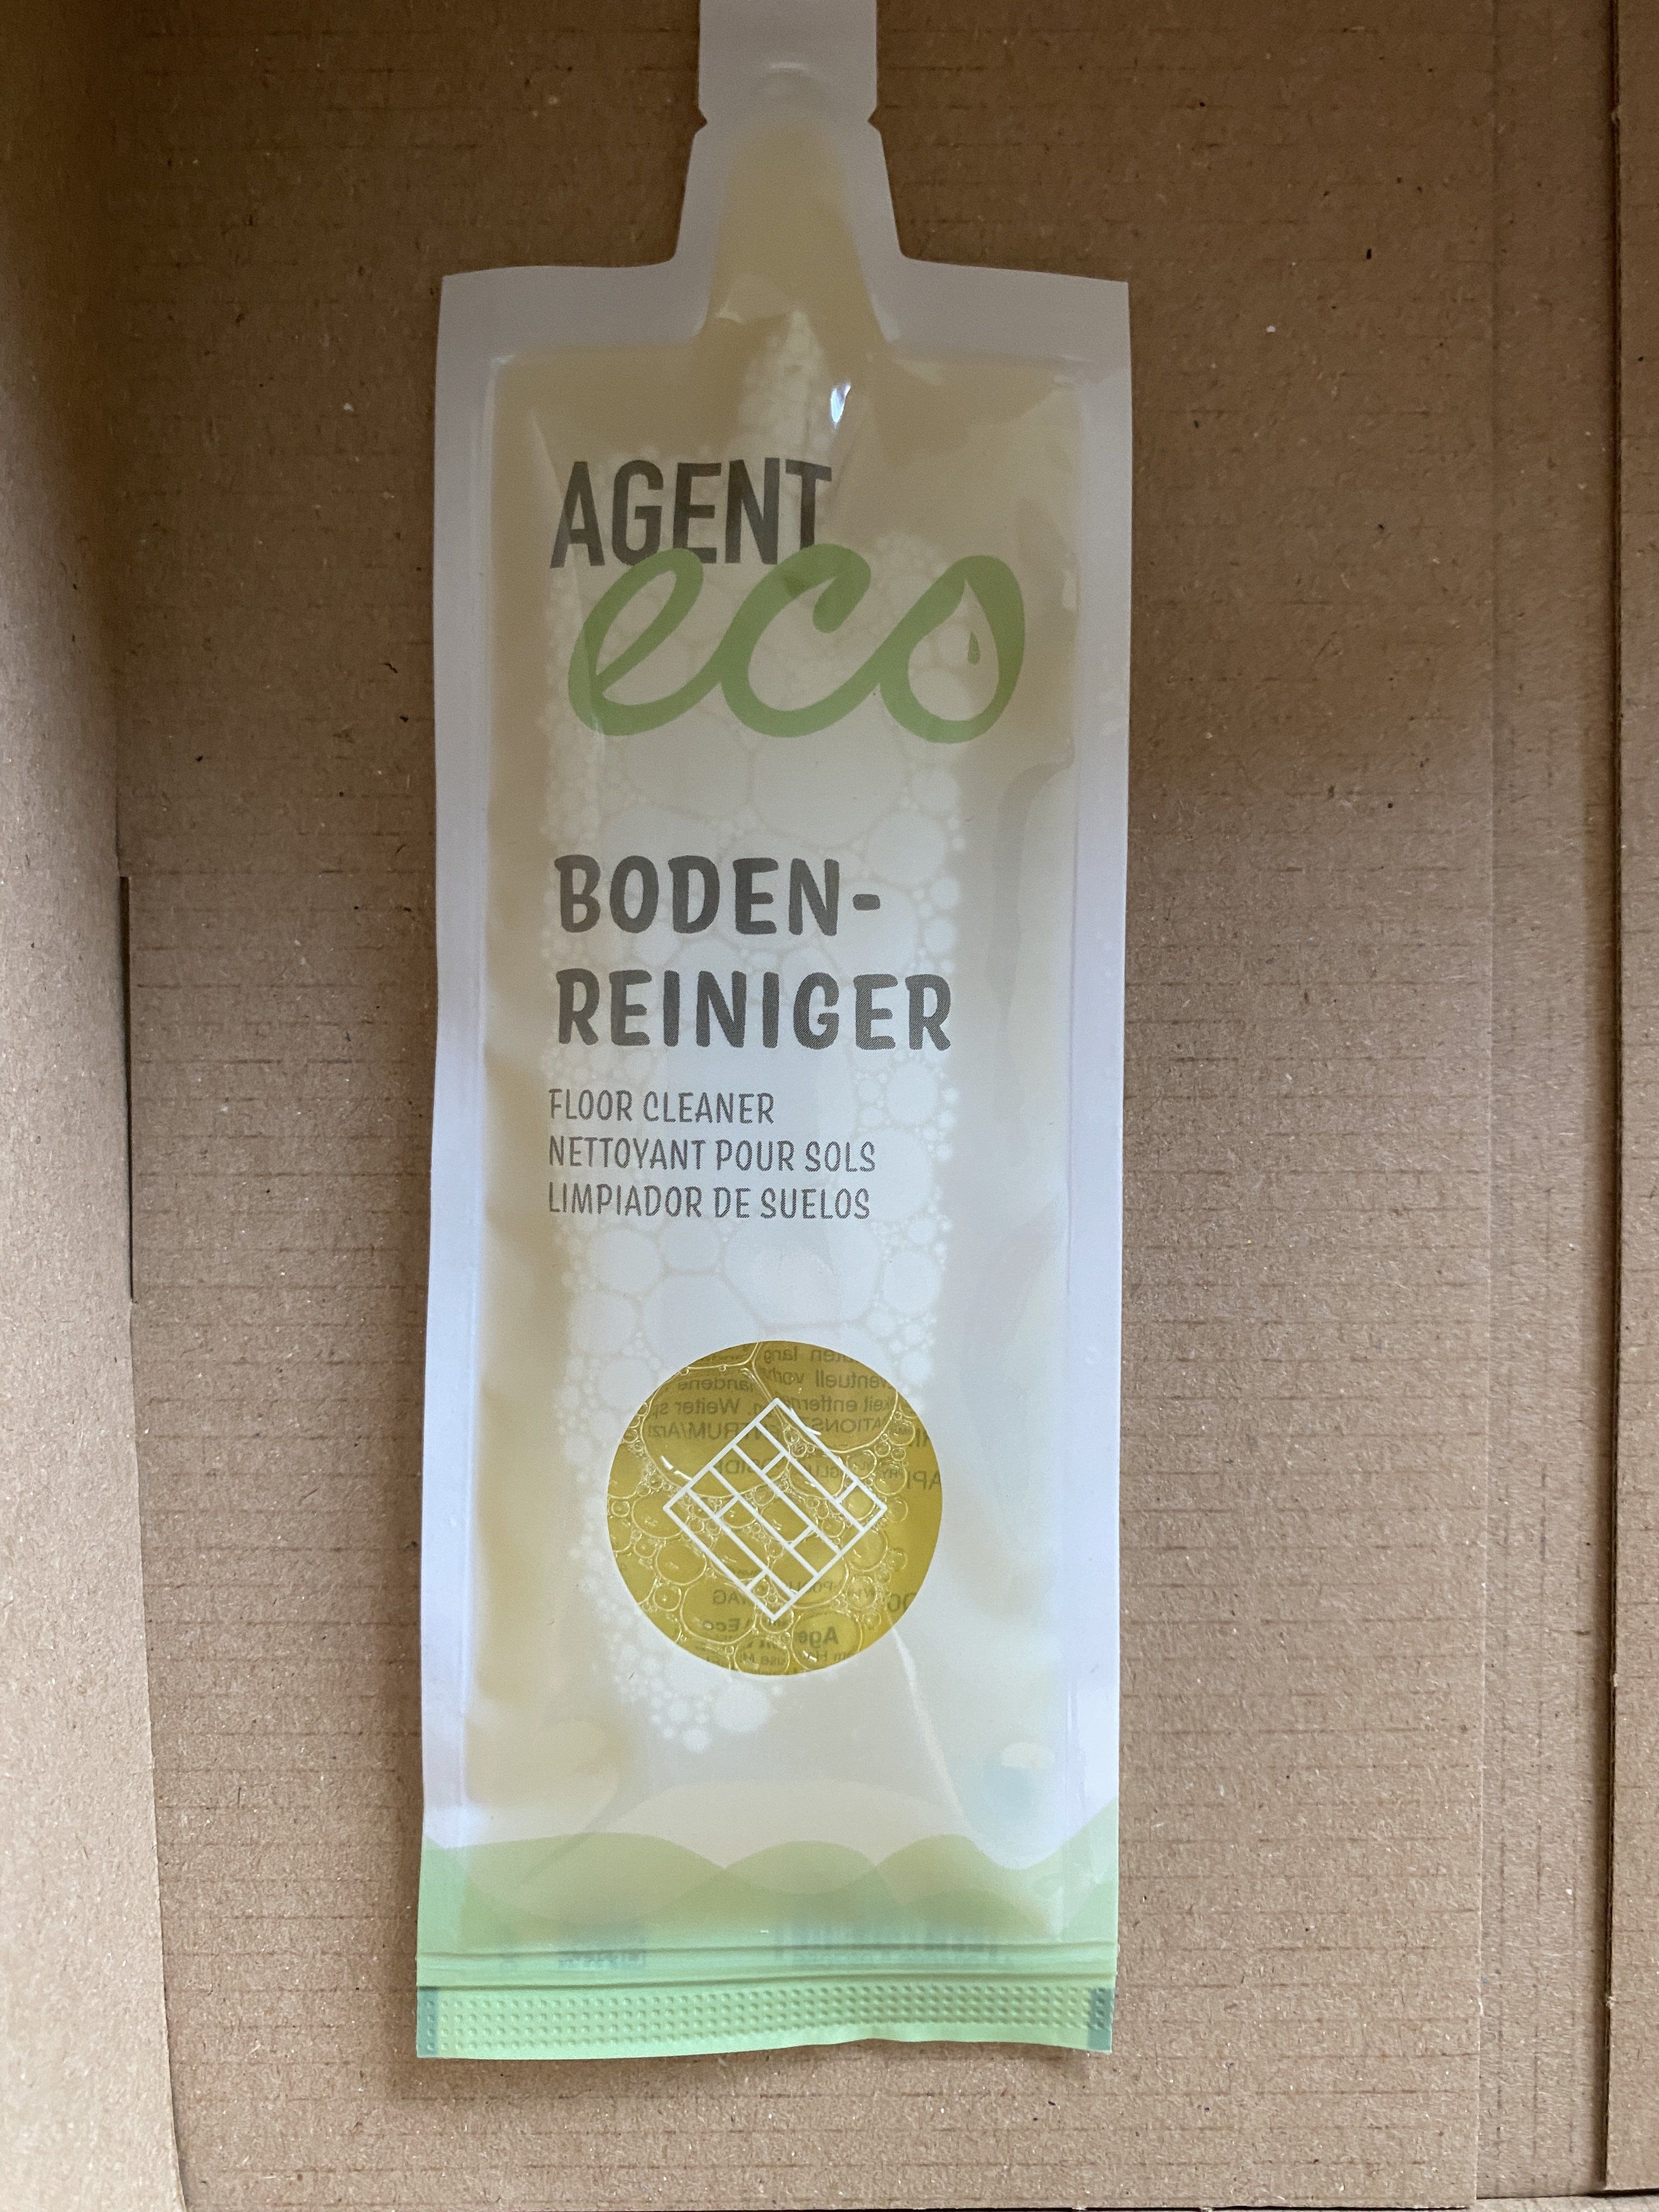 AGENT
eco
BODEN-
REINIGER
FLOOR CLEANER
NETTOYANT POUR SOLS
LIMPIADOR DE SUELOS